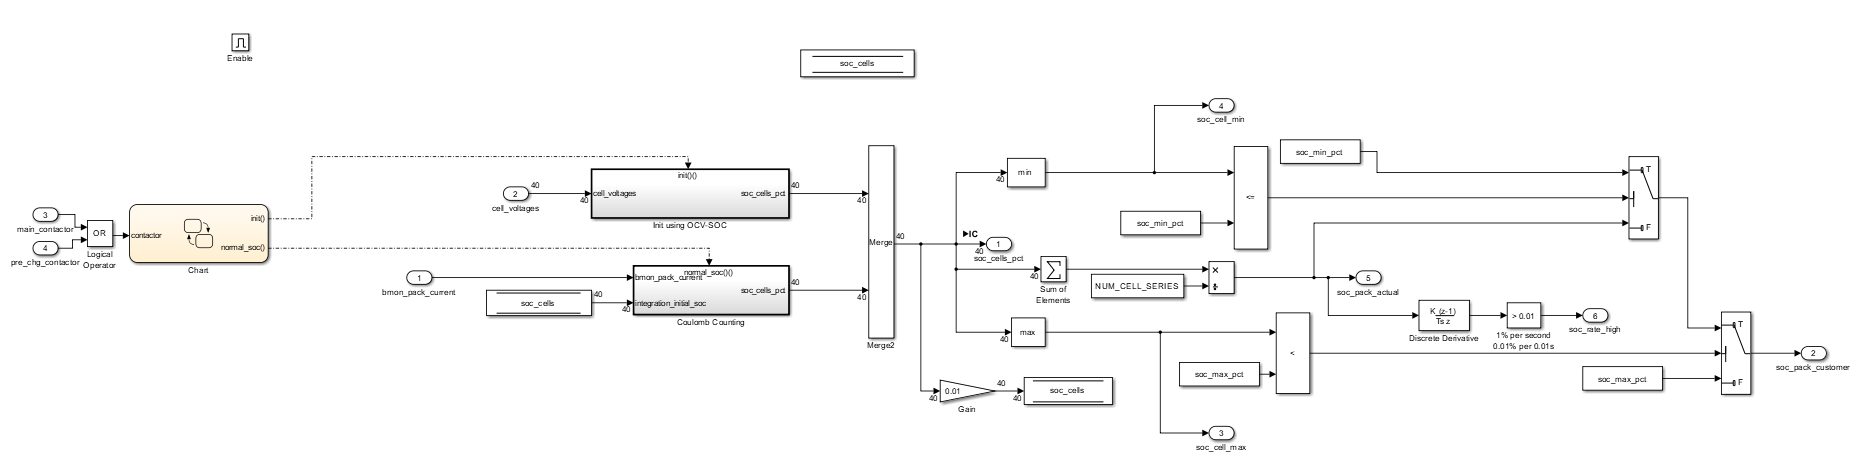 Enable
soc_cells
4
soc_cell_min
soc_min_pct
T
F
init()
2
cell_voltages
40
40
init()()
cell_voltages
soc_cells_pct
40
40
Init using OCV-SOC
min
40
<=
soc_min_pct
3
main_contactor
4
pre_chg_contactor
OR
Logical
Operator
contactor
init()
normal_soc()
Chart
Merge
40
IC
1
40
soc_cells_pct
1
bmon_pack_current
normal_soc()()
bmon_pack_current
integration_initial_soc
soc_cells_pct
40
40
Coulomb Counting
soc_cells
40
40
Merge2
40
Sum of
Elements
NUM_CELL_SERIES
×
÷
5
soc_pack_actual
K (z-1)
Ts z
Discrete Derivative
> 0.01
1% per second
0.01% per 0.01s
6
soc_rate_high
max
40
<
soc_max_pct
T
F
soc_max_pct
2
soc_pack_customer
40
0.01
Gain
40
40
soc_cells
3
soc_cell_max